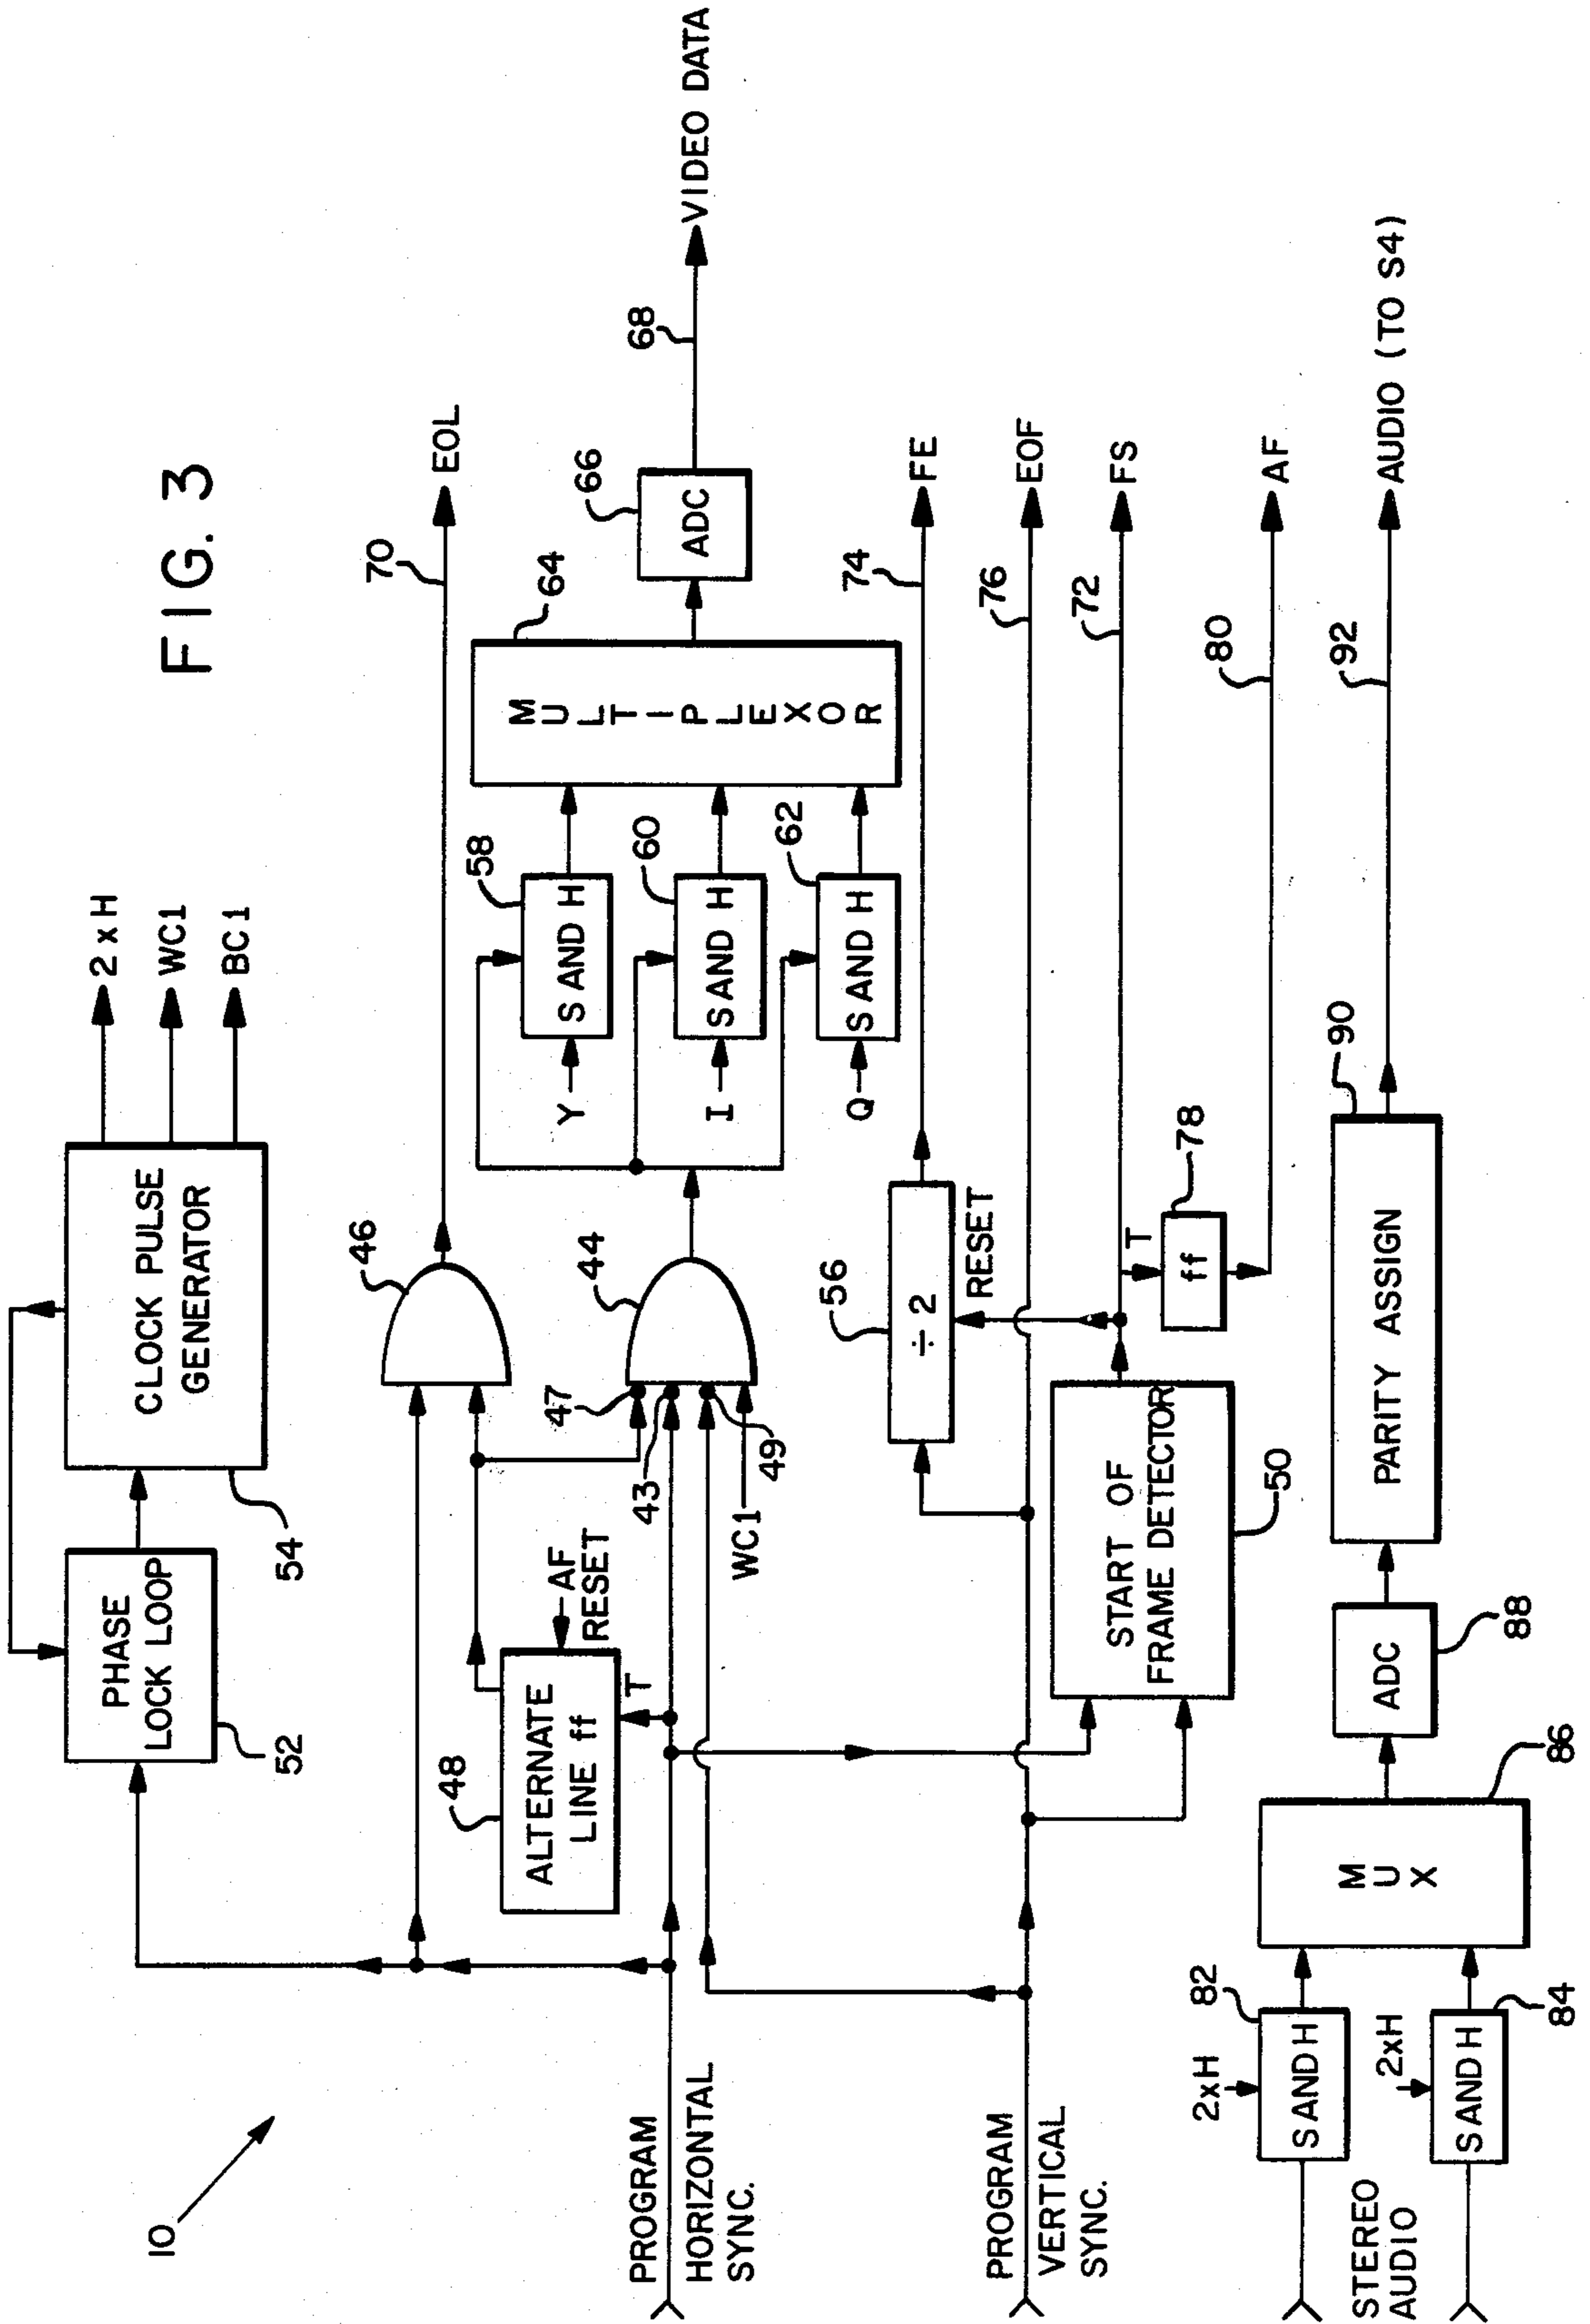 FIG. 3
10
PHASE
LOCK LOOP
52
CLOCK PULSE
GENERATOR
54
2 x H
WC1
BC1
46
70
EOL
48
ALTERNATE
LINE ff
AF
RESET
T
47
43
49
WC1
44
Y
I
Q
S AND H
58
S AND H
60
S AND H
62
MULTIPLEXOR
64
ADC
66
68
VIDEO DATA
PROGRAM
HORIZONTAL
SYNC.
PROGRAM
VERTICAL
SYNC.
56
÷ 2
RESET
74
FE
76
EOF
START OF
FRAME DETECTOR
50
72
FS
T
ff
78
80
AF
STEREO
AUDIO
2xH
S AND H
82
2xH
S AND H
84
MUX
86
ADC
88
PARITY ASSIGN
90
92
AUDIO (TO S4)